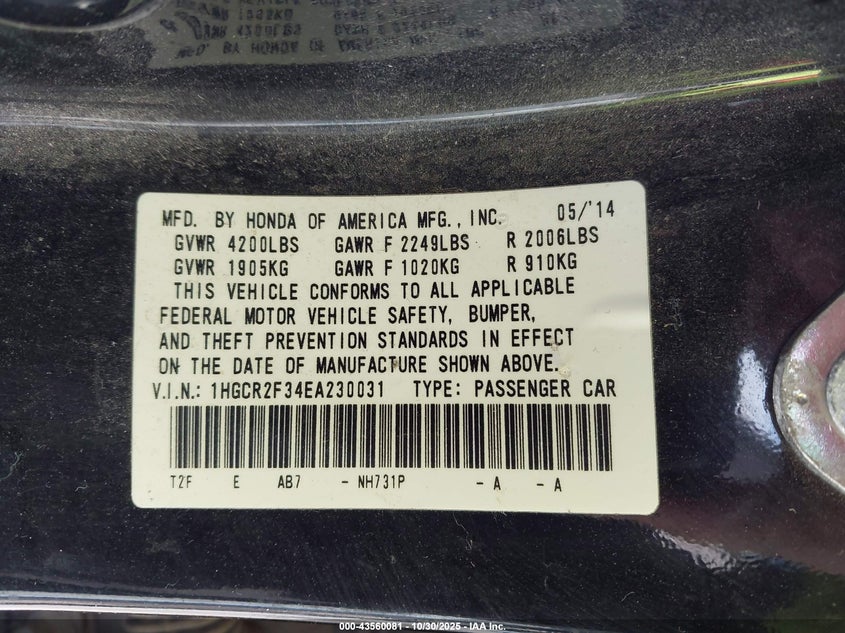 MFD. BY HONDA OF AMERICA MFG., INC. 05/'14
GVWR 4200LBS GAWR F 2249LBS R 2006LBS
GVWR 1905KG GAWR F 1020KG R 910KG
THIS VEHICLE CONFORMS TO ALL APPLICABLE
FEDERAL MOTOR VEHICLE SAFETY, BUMPER,
AND THEFT PREVENTION STANDARDS IN EFFECT
ON THE DATE OF MANUFACTURE SHOWN ABOVE.
V.I.N.: 1HGCR2F34EA230031 TYPE: PASSENGER CAR
T2F E AB7 - NH731P - A - A
000-43560081 - 10/30/2025 - IAA Inc.